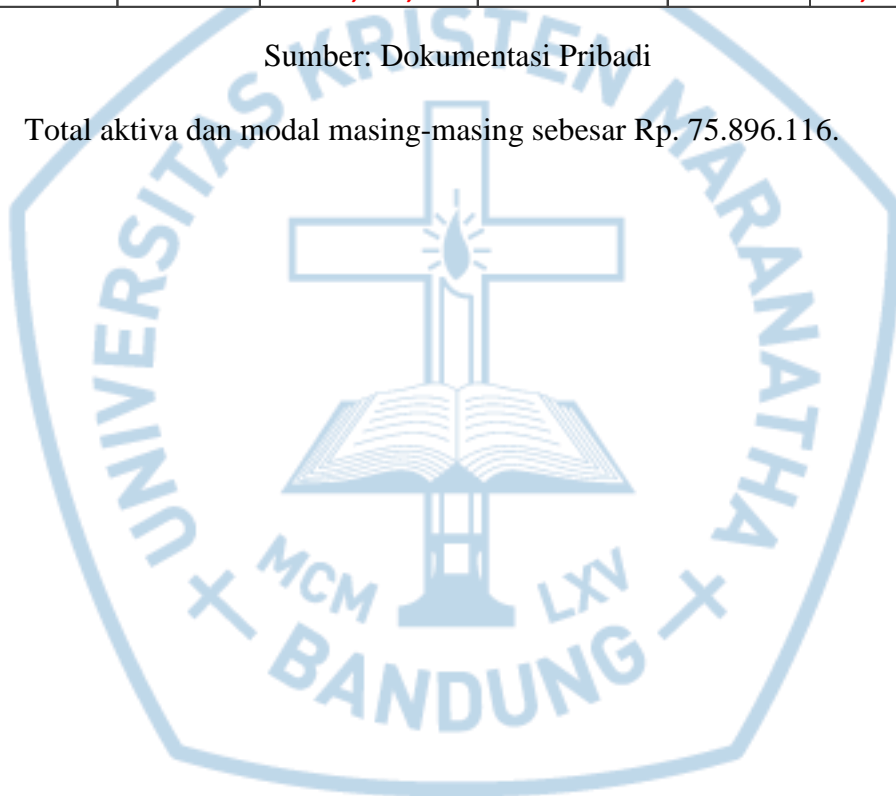 Sumber: Dokumentasi Pribadi
Total aktiva dan modal masing-masing sebesar Rp. 75.896.116.
UNIVERSITAS KRISTEN MARANATHA
MCM LXV
BANDUNG